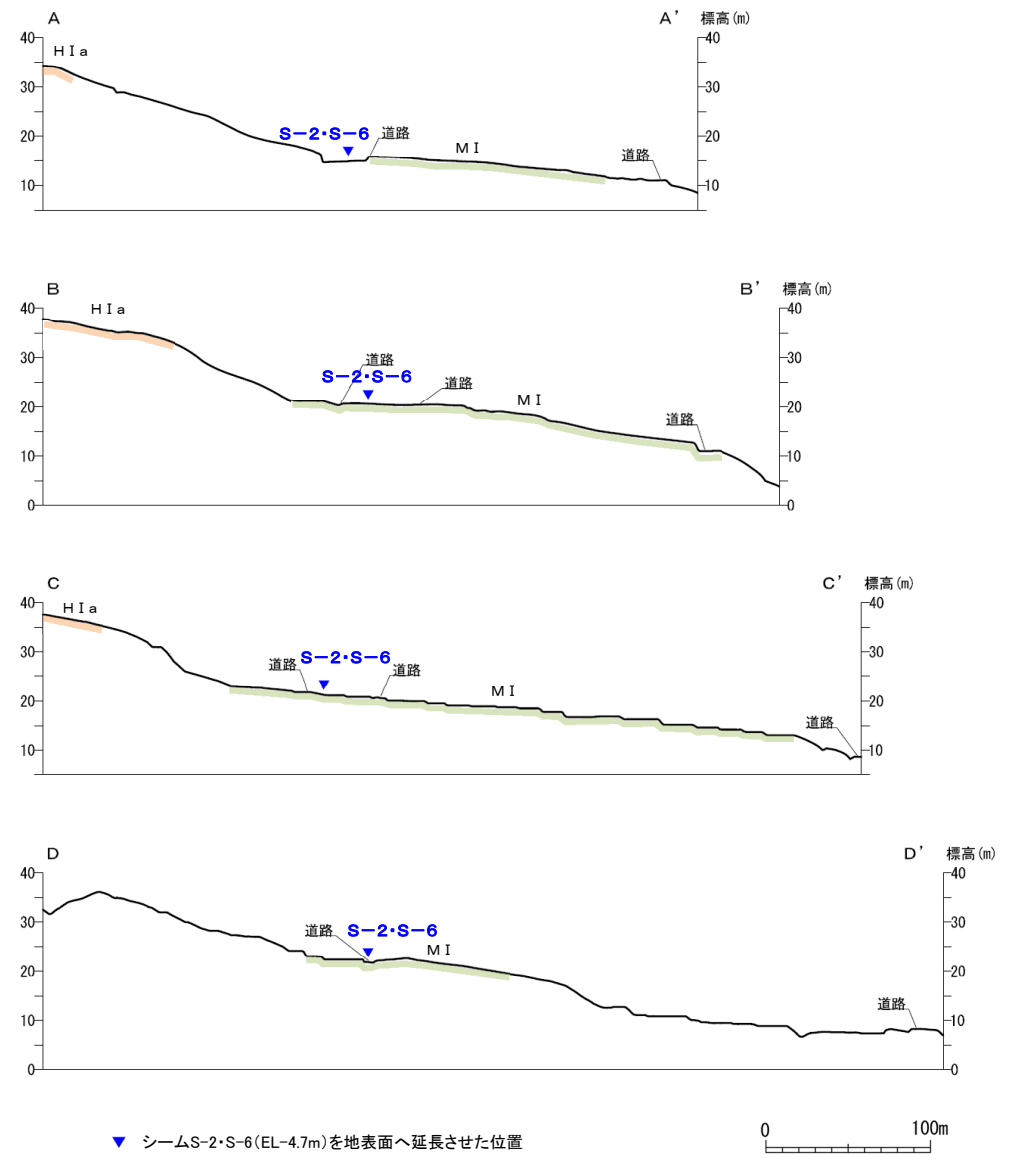 A A’ 標高(m)
40 40
HⅠa
30 30
S-2・S-6 道路
20 20
MⅠ
道路
10 10
B B’ 標高(m)
40 40
HⅠa
30 30
道路
S-2・S-6
道路
20 20
MⅠ
道路
10 10
0 0
C C’ 標高(m)
40 40
HⅠa
30 30
道路 S-2・S-6 道路
20 20
MⅠ
道路
10 10
D D’ 標高(m)
40 40
30 30
道路 S-2・S-6
MⅠ
20 20
道路
10 10
0 0
▼ シームS-2・S-6(EL-4.7m)を地表面へ延長させた位置
0 100m